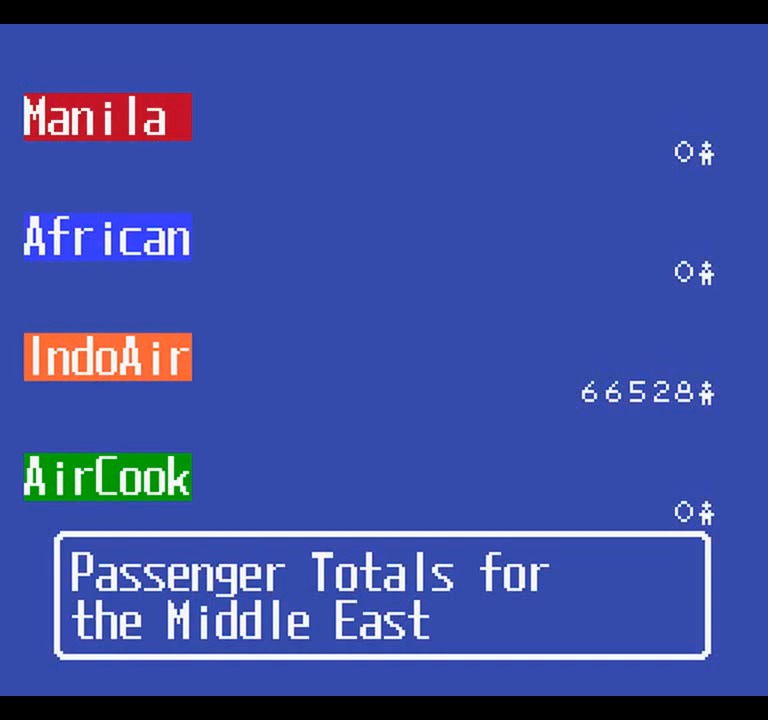 Manila
0
African
0
IndoAir
66528
AirCook
0
Passenger Totals for
the Middle East